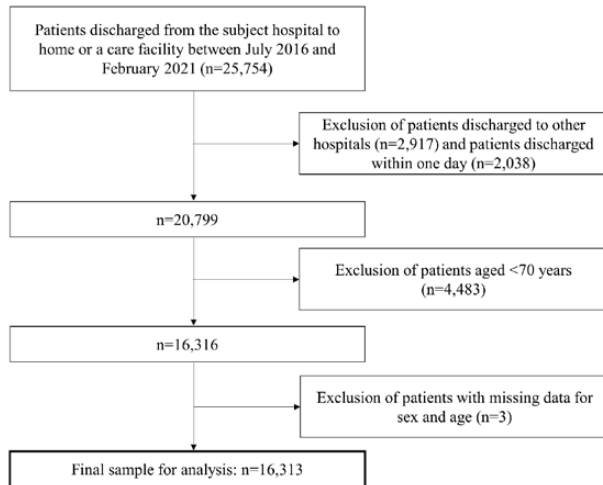 Patients discharged from the subject hospital to
home or a care facility between July 2016 and
February 2021 (n=25,754)
Exclusion of patients discharged to other
hospitals (n=2,917) and patients discharged
within one day (n=2,038)
n=20,799
Exclusion of patients aged <70 years
(n=4,483)
n=16,316
Exclusion of patients with missing data for
sex and age (n=3)
Final sample for analysis: n=16,313